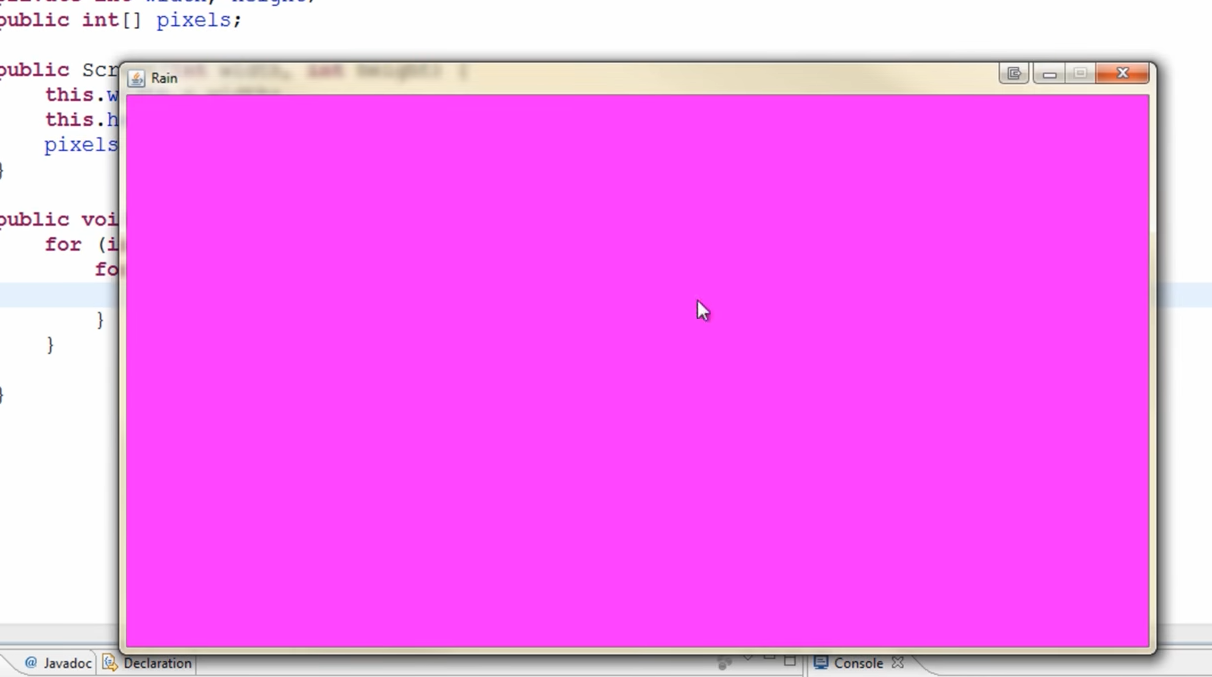 public int[] pixels;
public Scr
Rain
this.w
this.h
pixels
}
public voi
for (i
fo
}
}
}
@ Javadoc
Declaration
Console